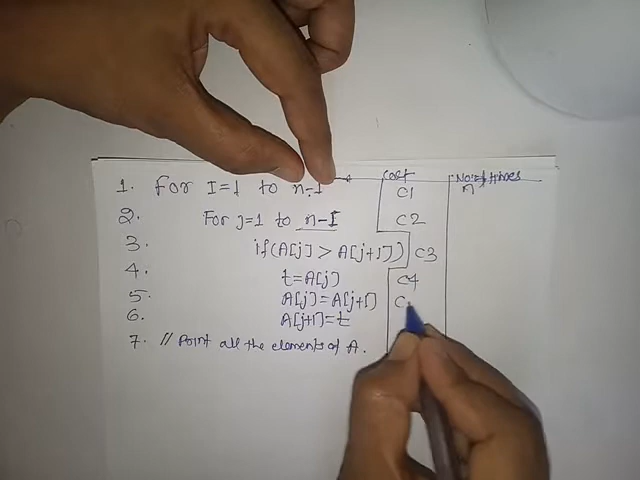 Cost No. of times
1. For I=1 to n-1 C1 n
2. For j=1 to n-I C2
3. if(A[j] > A[j+1]) C3
4. t=A[j] C4
5. A[j]=A[j+1] C
6. A[j+1]=t
7. // Print all the elements of A.